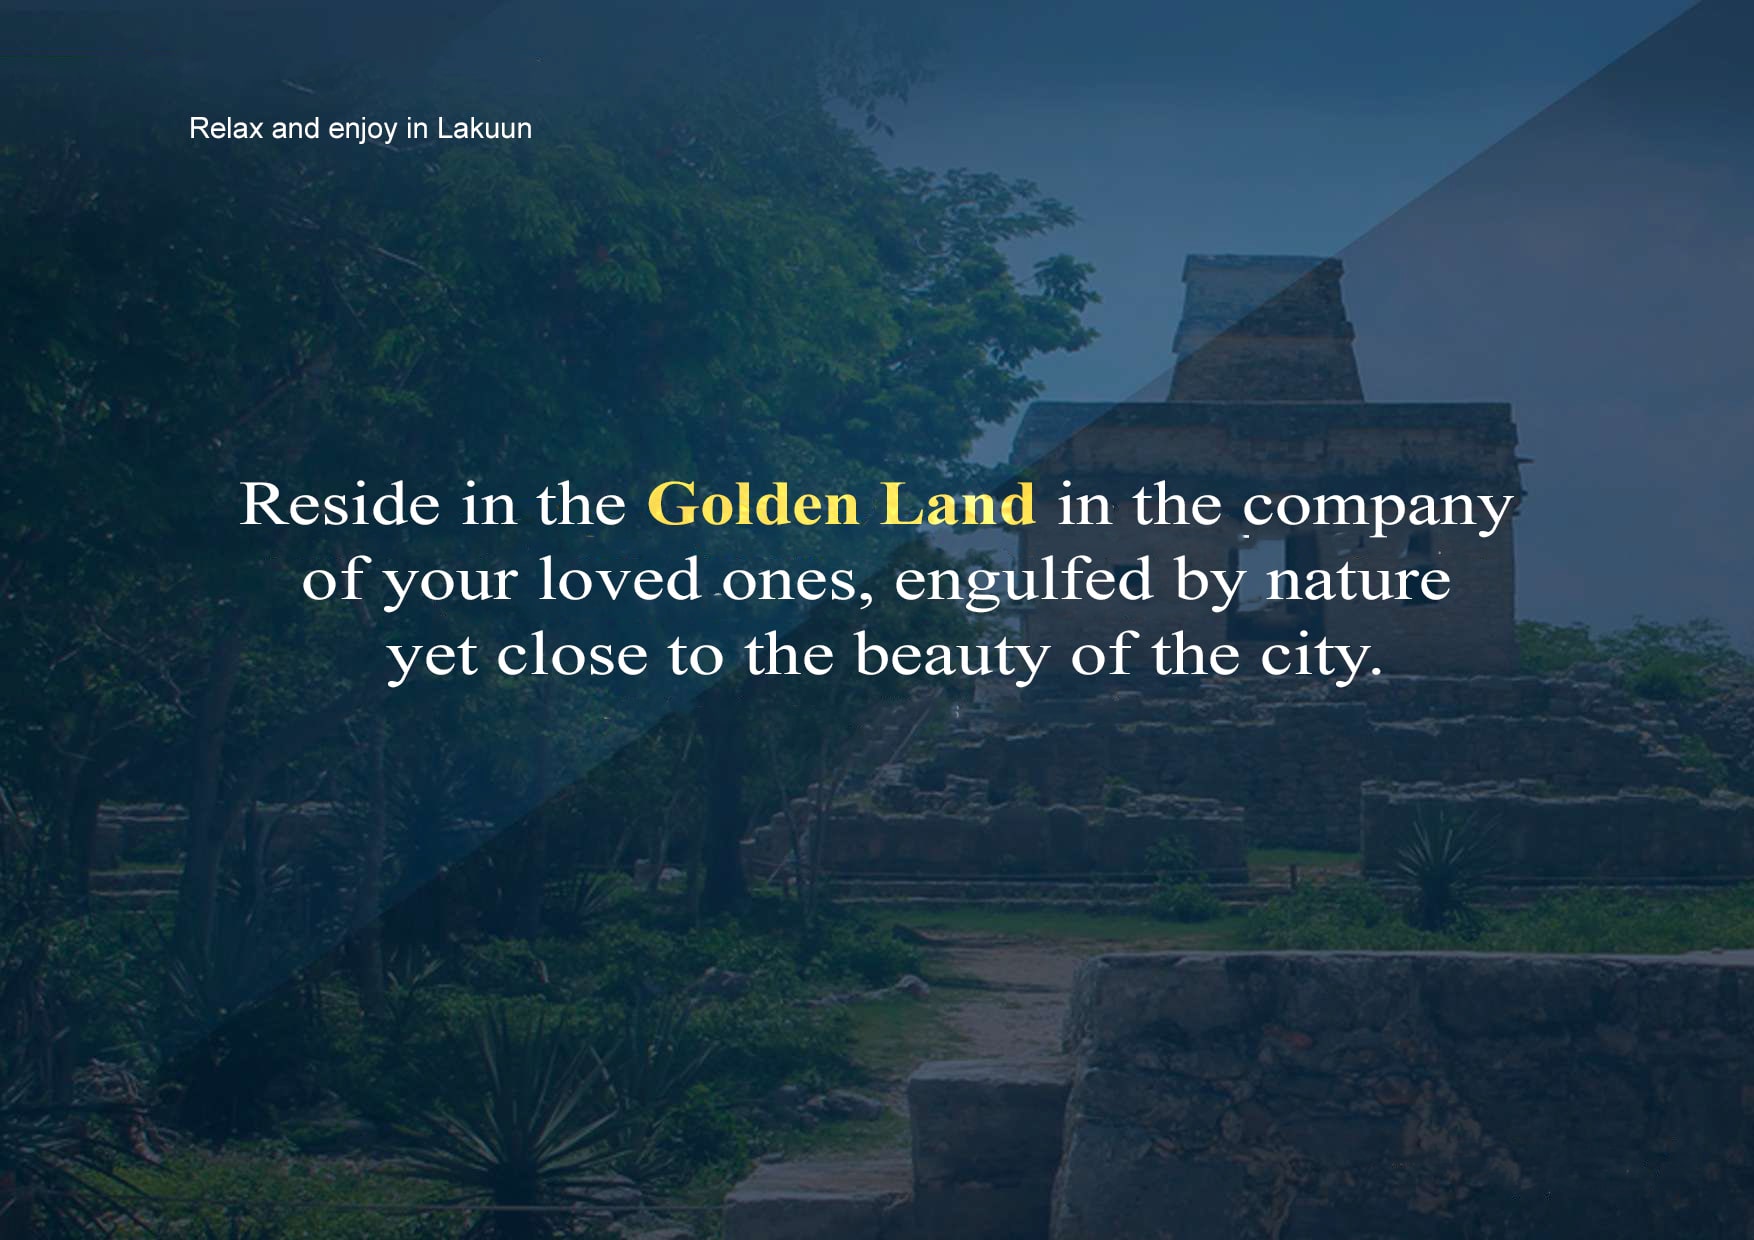 Relax and enjoy in Lakuun
Reside in the Golden Land in the company
of your loved ones, engulfed by nature
yet close to the beauty of the city.